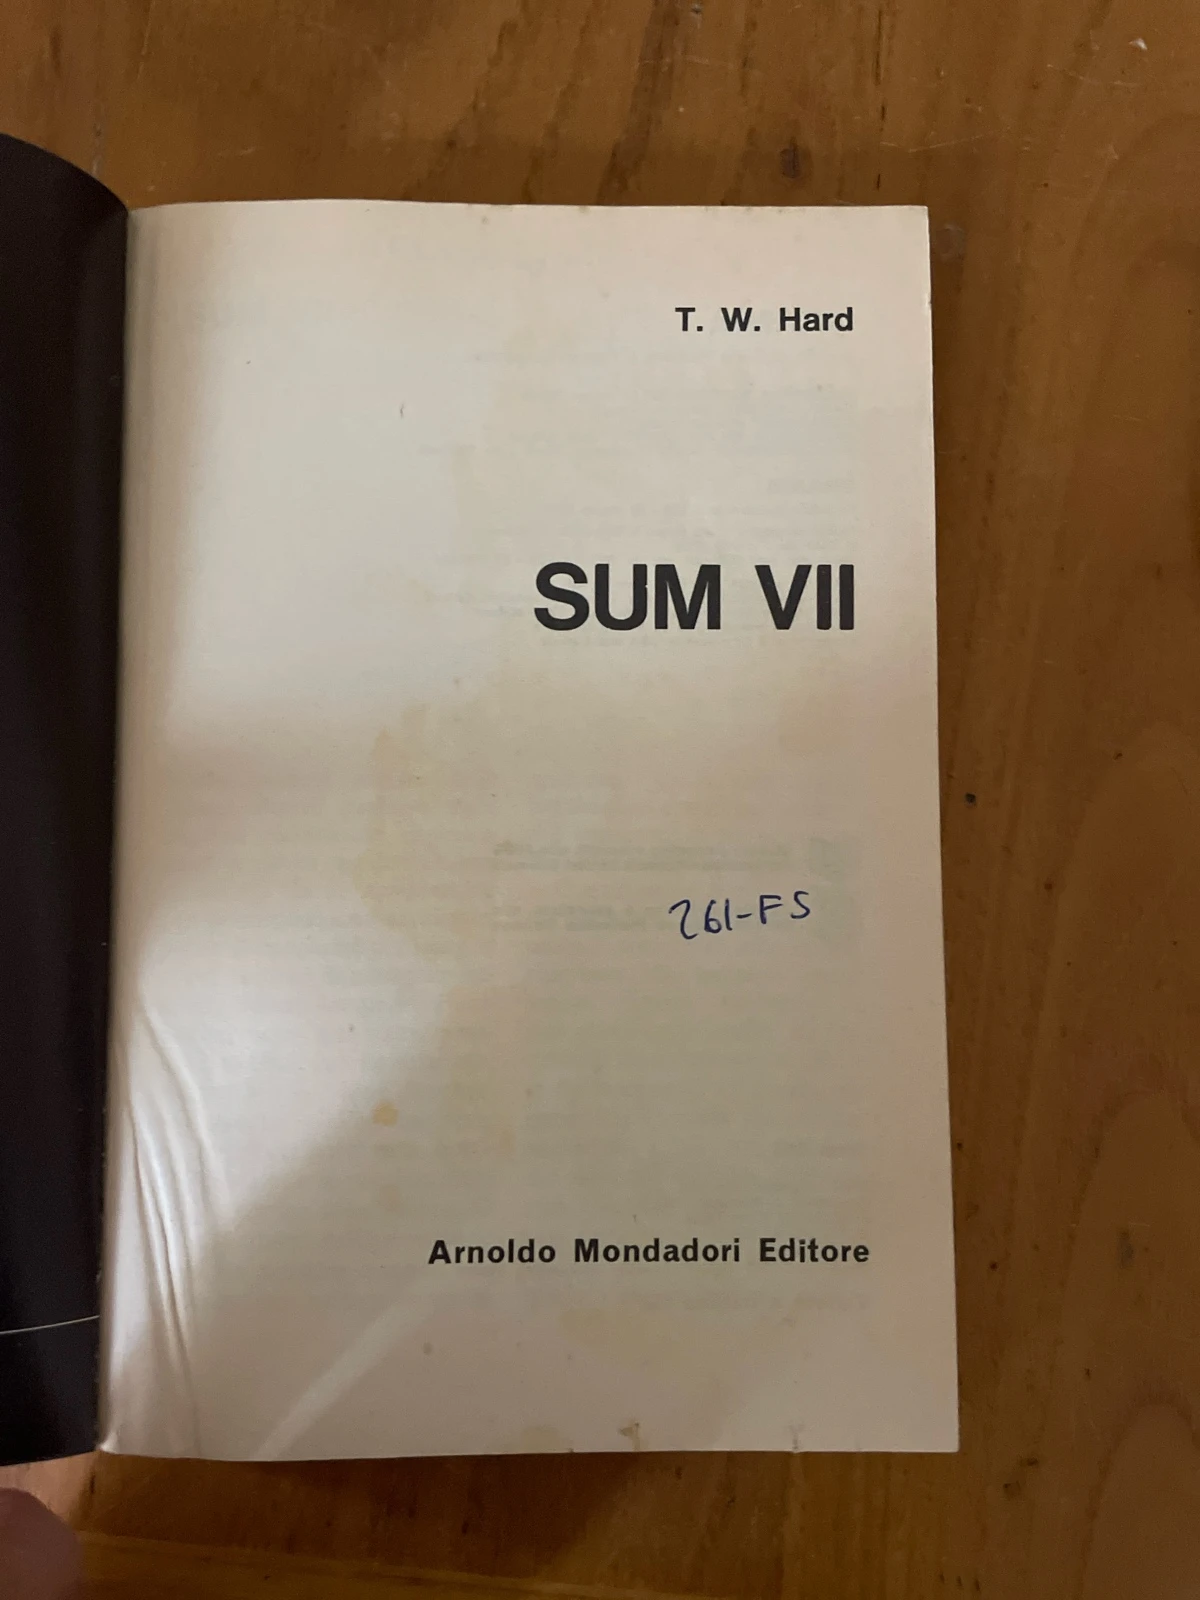 T. W. Hard
SUM VII
261-FS
Arnoldo Mondadori Editore